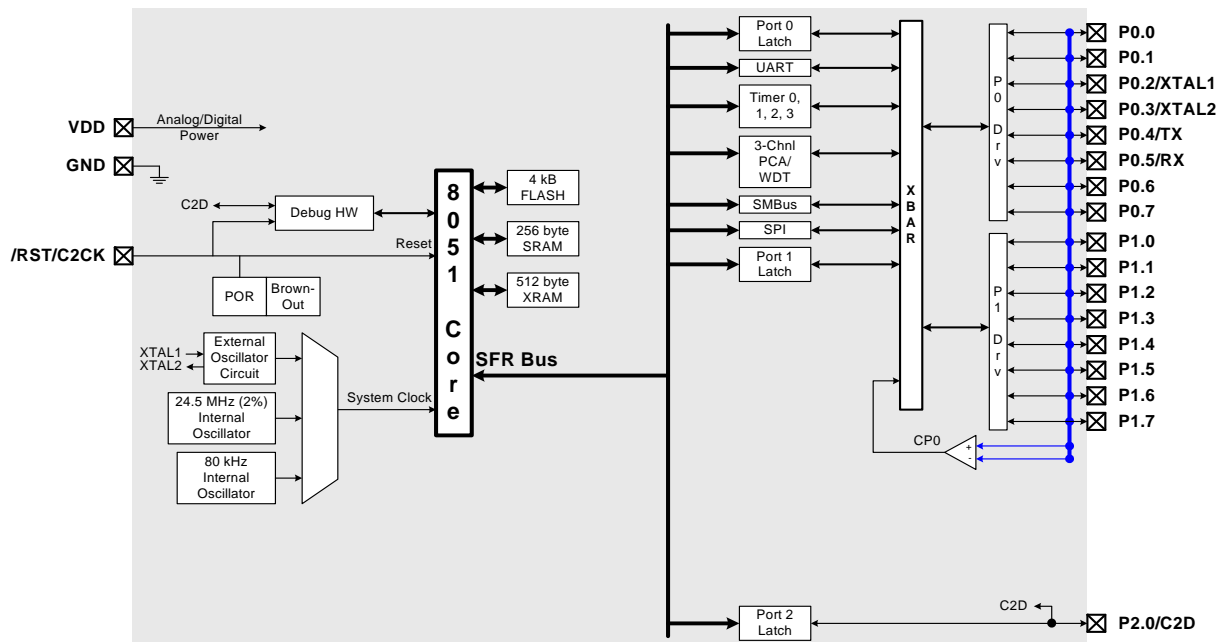 VDD
Analog/Digital
Power
GND
C2D
Debug HW
/RST/C2CK
Reset
POR
Brown-
Out
XTAL1
XTAL2
External
Oscillator
Circuit
24.5 MHz (2%)
Internal
Oscillator
80 kHz
Internal
Oscillator
System Clock
8051 Core
4 kB
FLASH
256 byte
SRAM
512 byte
XRAM
SFR Bus
Port 0
Latch
UART
Timer 0,
1, 2, 3
3-Chnl
PCA/
WDT
SMBus
SPI
Port 1
Latch
XBAR
P0 Drv
P1 Drv
CP0
+
-
P0.0
P0.1
P0.2/XTAL1
P0.3/XTAL2
P0.4/TX
P0.5/RX
P0.6
P0.7
P1.0
P1.1
P1.2
P1.3
P1.4
P1.5
P1.6
P1.7
Port 2
Latch
C2D
P2.0/C2D